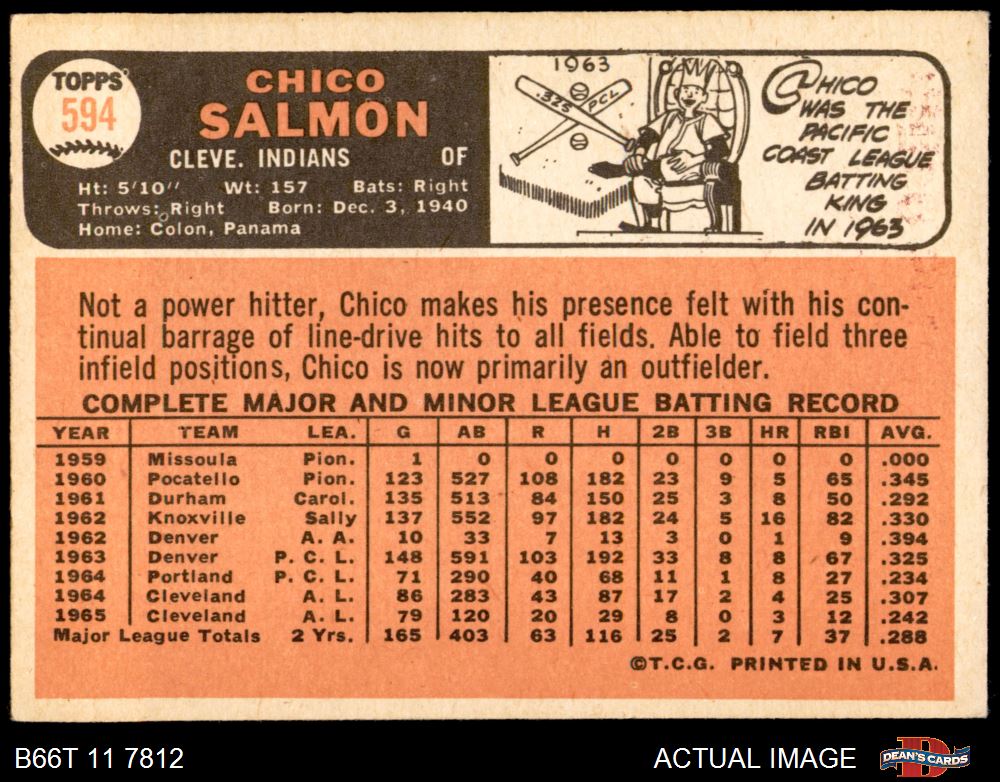 TOPPS
594
CHICO
SALMON
CLEVE. INDIANS OF
Ht: 5'10" Wt: 157 Bats: Right
Throws: Right Born: Dec. 3, 1940
Home: Colon, Panama
1963
.325 PCL
CHICO
WAS THE
PACIFIC
COAST LEAGUE
BATTING
KING
IN 1963
Not a power hitter, Chico makes his presence felt with his con-
tinual barrage of line-drive hits to all fields. Able to field three
infield positions, Chico is now primarily an outfielder.
COMPLETE MAJOR AND MINOR LEAGUE BATTING RECORD
YEAR TEAM LEA. G AB R H 2B 3B HR RBI AVG.
1959 Missoula Pion. 1 0 0 0 0 0 0 0 .000
1960 Pocatello Pion. 123 527 108 182 23 9 5 65 .345
1961 Durham Carol. 135 513 84 150 25 3 8 50 .292
1962 Knoxville Sally 137 552 97 182 24 5 16 82 .330
1962 Denver A. A. 10 33 7 13 3 0 1 9 .394
1963 Denver P. C. L. 148 591 103 192 33 8 8 67 .325
1964 Portland P. C. L. 71 290 40 68 11 1 8 27 .234
1964 Cleveland A. L. 86 283 43 87 17 2 4 25 .307
1965 Cleveland A. L. 79 120 20 29 8 0 3 12 .242
Major League Totals 2 Yrs. 165 403 63 116 25 2 7 37 .288
©T.C.G. PRINTED IN U.S.A.
B66T 11 7812 ACTUAL IMAGE DEAN'S CARDS